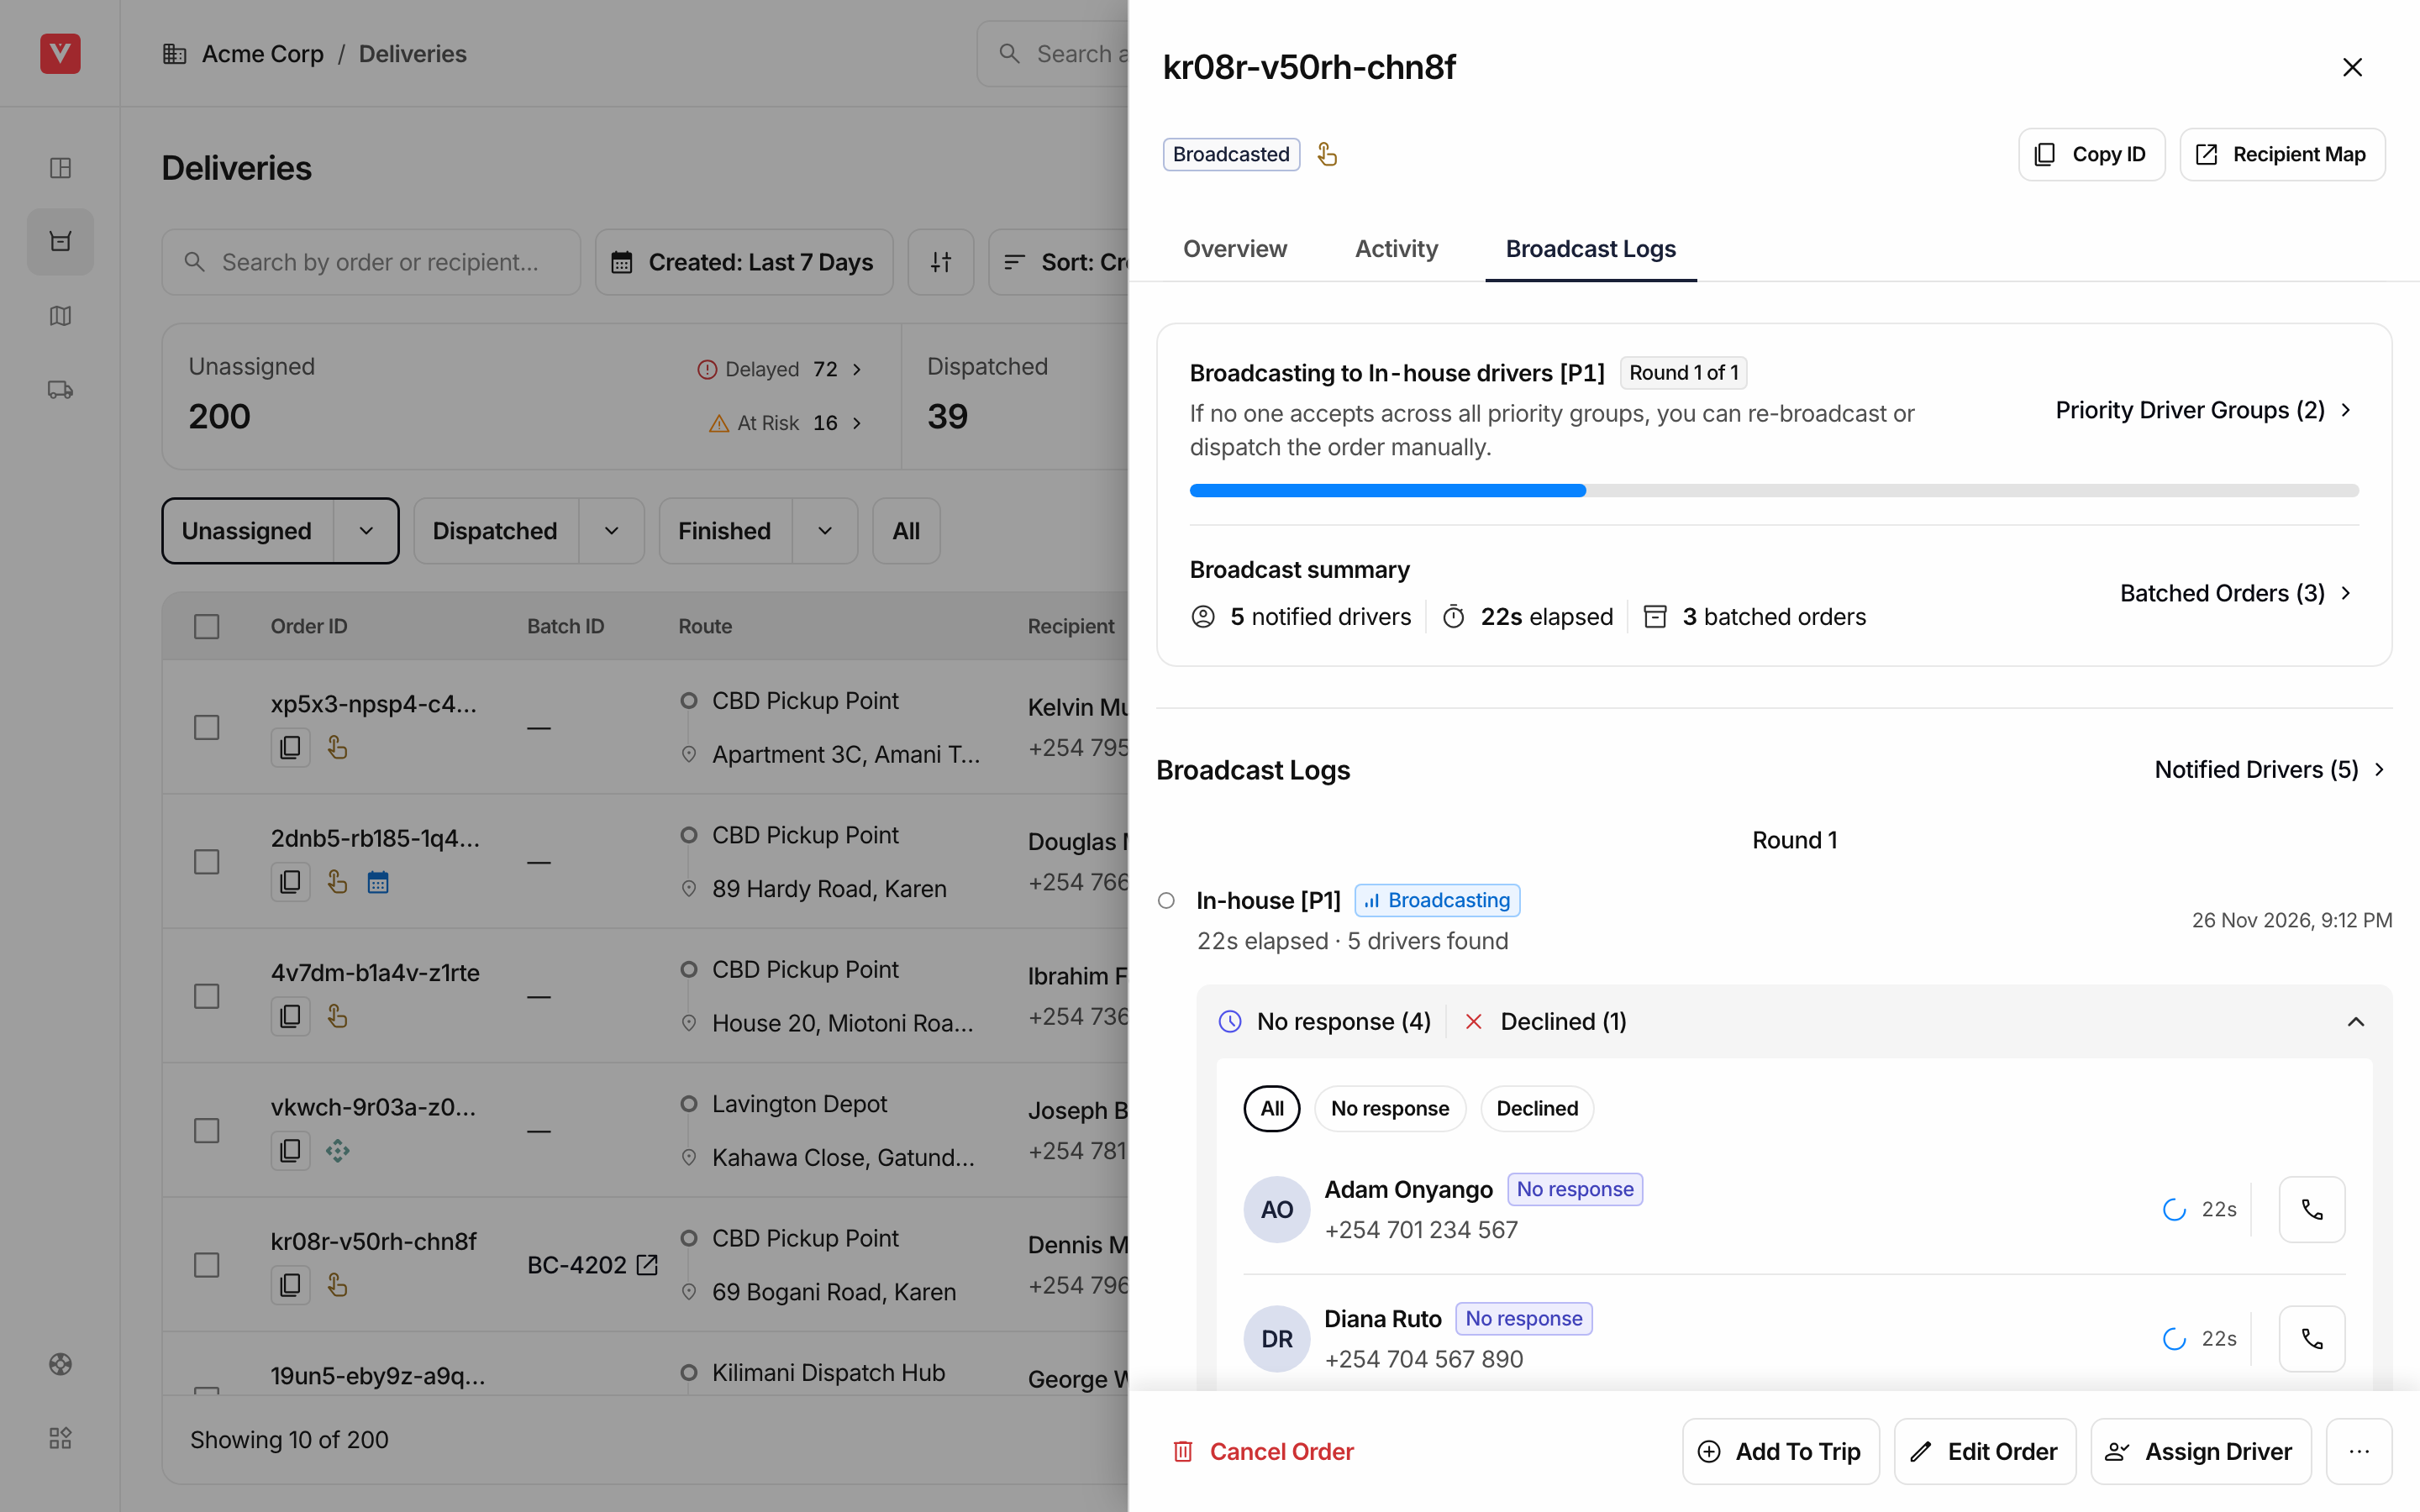 Acme Corp / Deliveries
Search a
Deliveries
Search by order or recipient...
Created: Last 7 Days
Sort: Cr
Unassigned
200
Delayed 72
At Risk 16
Dispatched
39
Unassigned
Dispatched
Finished
All
Order ID
Batch ID
Route
Recipient
xp5x3-npsp4-c4...
—
CBD Pickup Point
Apartment 3C, Amani T...
Kelvin Mu
+254 795
2dnb5-rb185-1q4...
—
CBD Pickup Point
89 Hardy Road, Karen
Douglas
+254 766
4v7dm-b1a4v-z1rte
—
CBD Pickup Point
House 20, Miotoni Roa...
Ibrahim F
+254 736
vkwch-9r03a-z0...
—
Lavington Depot
Kahawa Close, Gatund...
Joseph B
+254 781
kr08r-v50rh-chn8f
BC-4202
CBD Pickup Point
69 Bogani Road, Karen
Dennis M
+254 796
19un5-eby9z-a9q...
Kilimani Dispatch Hub
George W
Showing 10 of 200
kr08r-v50rh-chn8f
Broadcasted
Copy ID
Recipient Map
Overview
Activity
Broadcast Logs
Broadcasting to In-house drivers [P1]
Round 1 of 1
If no one accepts across all priority groups, you can re-broadcast or
dispatch the order manually.
Priority Driver Groups (2)
Broadcast summary
5 notified drivers
22s elapsed
3 batched orders
Batched Orders (3)
Broadcast Logs
Notified Drivers (5)
Round 1
In-house [P1]
Broadcasting
22s elapsed · 5 drivers found
26 Nov 2026, 9:12 PM
No response (4)
Declined (1)
All
No response
Declined
AO
Adam Onyango
No response
+254 701 234 567
22s
DR
Diana Ruto
No response
+254 704 567 890
22s
Cancel Order
Add To Trip
Edit Order
Assign Driver